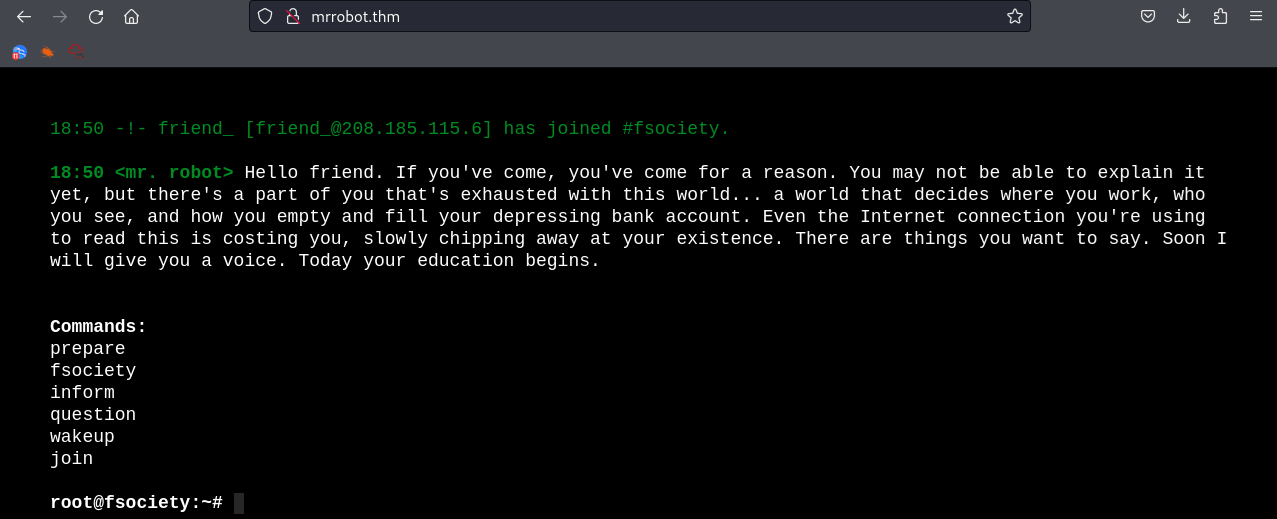 mrrobot.thm
18:50 -!- friend_ [friend_@208.185.115.6] has joined #fsociety.
18:50 <mr. robot> Hello friend. If you've come, you've come for a reason. You may not be able to explain it
yet, but there's a part of you that's exhausted with this world... a world that decides where you work, who
you see, and how you empty and fill your depressing bank account. Even the Internet connection you're using
to read this is costing you, slowly chipping away at your existence. There are things you want to say. Soon I
will give you a voice. Today your education begins.
Commands:
prepare
fsociety
inform
question
wakeup
join
root@fsociety:~#